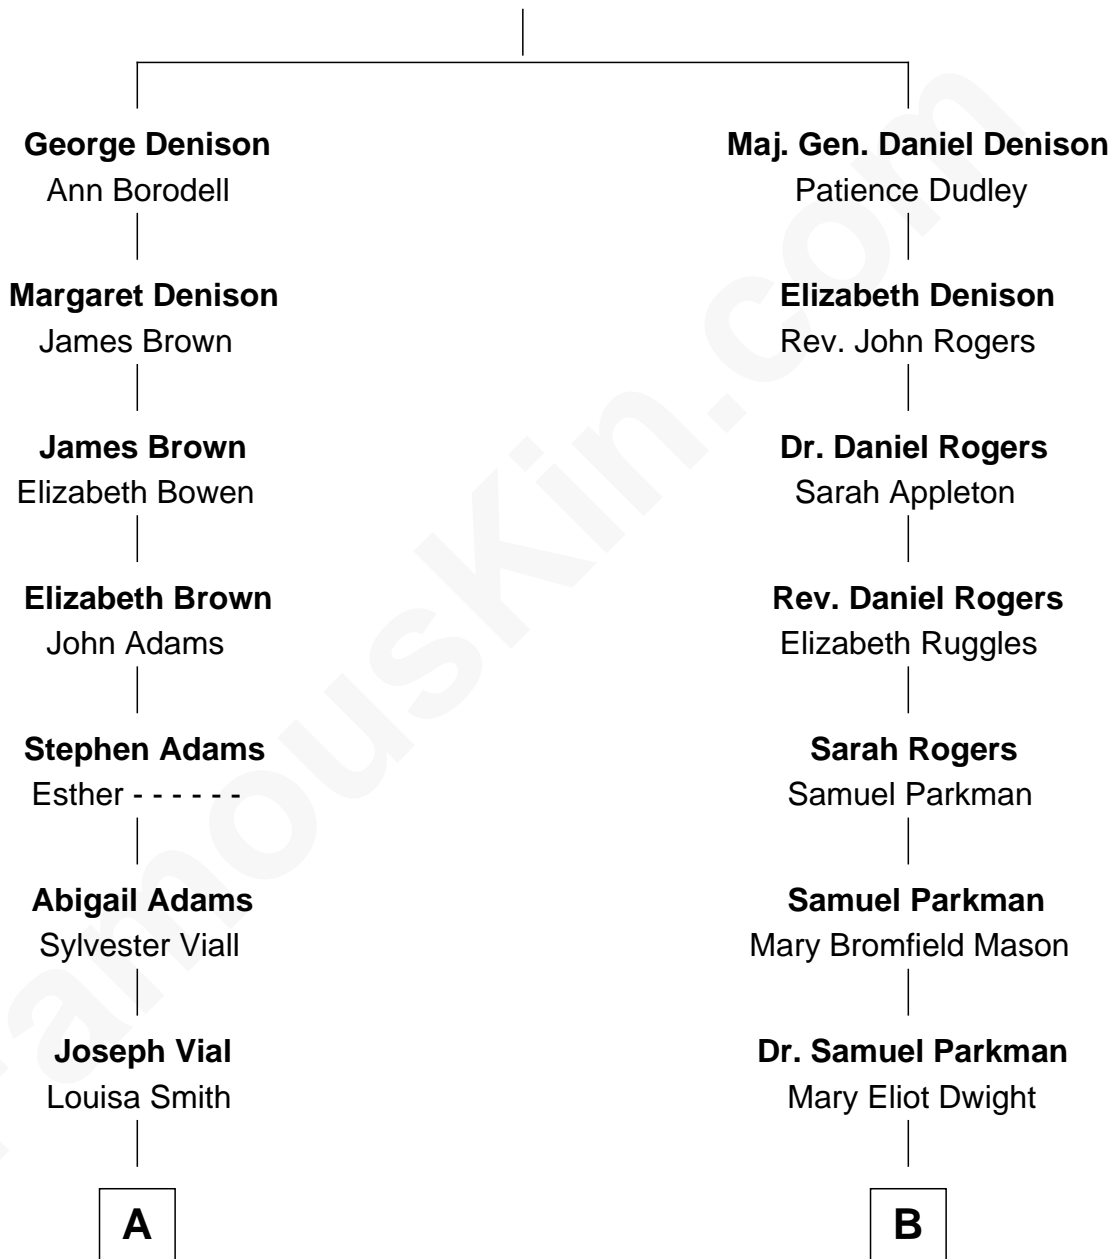 George Denison
Ann Borodell
Margaret Denison
James Brown
James Brown
Elizabeth Bowen
Elizabeth Brown
John Adams
Stephen Adams
Esther - - - - - -
Abigail Adams
Sylvester Viall
Joseph Vial
Louisa Smith
A
Maj. Gen. Daniel Denison
Patience Dudley
Elizabeth Denison
Rev. John Rogers
Dr. Daniel Rogers
Sarah Appleton
Rev. Daniel Rogers
Elizabeth Ruggles
Sarah Rogers
Samuel Parkman
Samuel Parkman
Mary Bromfield Mason
Dr. Samuel Parkman
Mary Eliot Dwight
B
FamousKin.com